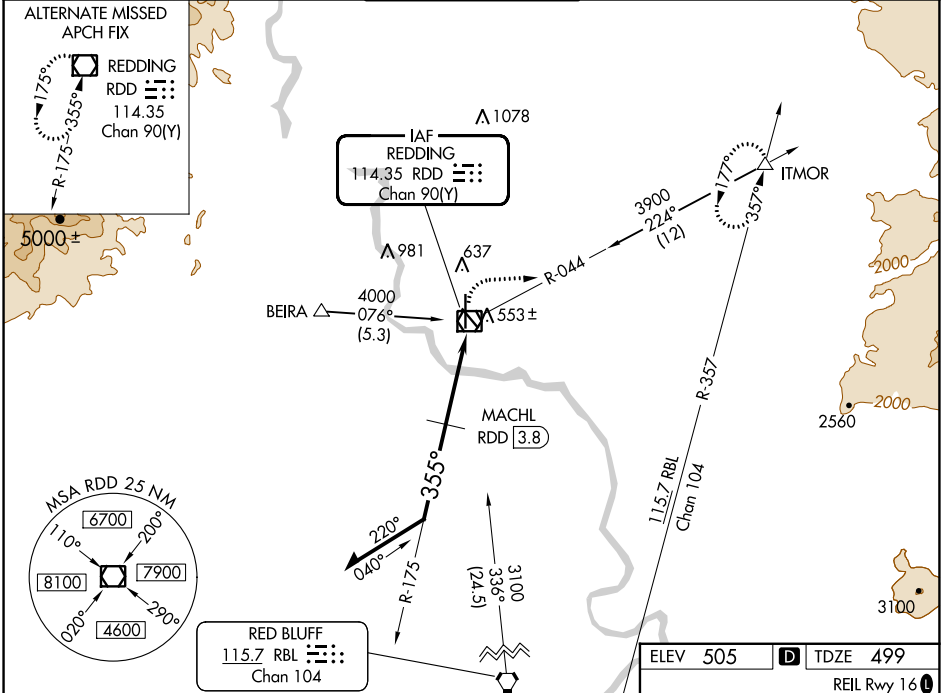 ALTERNATE MISSED
APCH FIX
REDDING
RDD
114.35
Chan 90(Y)
175°
355°
R-175
5000 ±
1078
IAF
REDDING
114.35 RDD
Chan 90(Y)
981
637
553 ±
BEIRA
4000
076°
(5.3)
3900
224°
(12)
R-044
177°
357°
ITMOR
2000
2000
2560
R-357
115.7 RBL
Chan 104
MACHL
RDD 3.8
355°
220°
040°
R-175
3100
336°
(24.5)
MSA RDD 25 NM
6700
110°
200°
8100
7900
020°
290°
4600
RED BLUFF
115.7 RBL
Chan 104
3100
ELEV 505 D TDZE 499
REIL Rwy 16 L